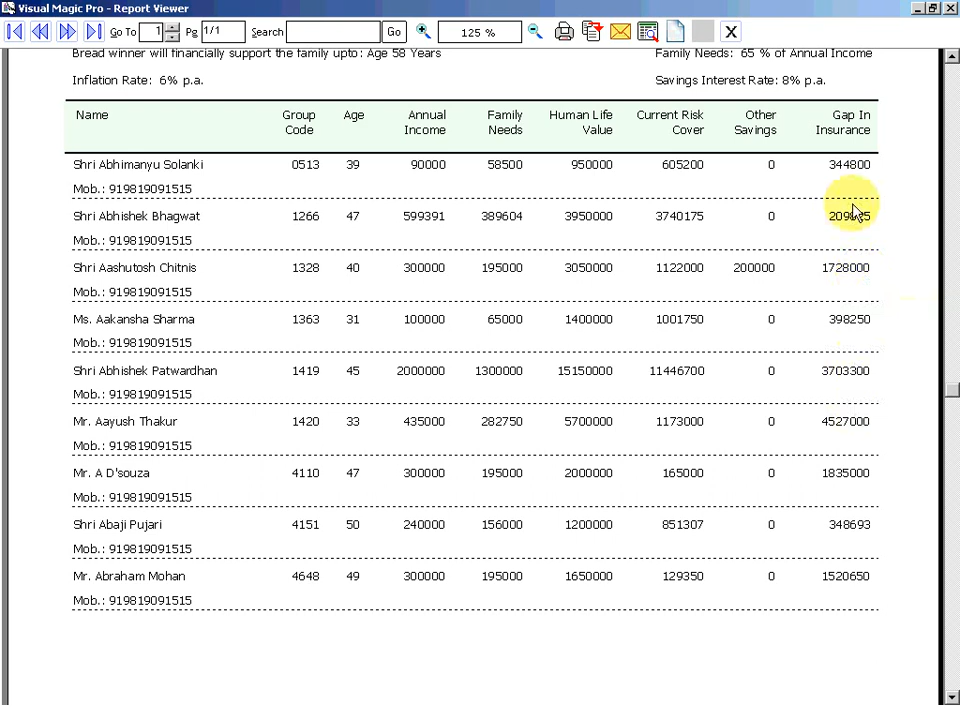 Visual Magic Pro - Report Viewer
Go To 1 Pg 1/1 Search Go 125 % X
Bread winner will financially support the family upto: Age 58 Years Family Needs: 65 % of Annual Income
Inflation Rate: 6% p.a. Savings Interest Rate: 8% p.a.
Name Group Code Age Annual Income Family Needs Human Life Value Current Risk Cover Other Savings Gap In Insurance
Shri Abhimanyu Solanki 0513 39 90000 58500 950000 605200 0 344800
Mob.: 919819091515
Shri Abhishek Bhagwat 1266 47 599391 389604 3950000 3740175 0
Mob.: 919819091515
Shri Aashutosh Chitnis 1328 40 300000 195000 3050000 1122000 200000 1728000
Mob.: 919819091515
Ms. Aakansha Sharma 1363 31 100000 65000 1400000 1001750 0 398250
Mob.: 919819091515
Shri Abhishek Patwardhan 1419 45 2000000 1300000 15150000 11446700 0 3703300
Mob.: 919819091515
Mr. Aayush Thakur 1420 33 435000 282750 5700000 1173000 0 4527000
Mob.: 919819091515
Mr. A D'souza 4110 47 300000 195000 2000000 165000 0 1835000
Mob.: 919819091515
Shri Abaji Pujari 4151 50 240000 156000 1200000 851307 0 348693
Mob.: 919819091515
Mr. Abraham Mohan 4648 49 300000 195000 1650000 129350 0 1520650
Mob.: 919819091515